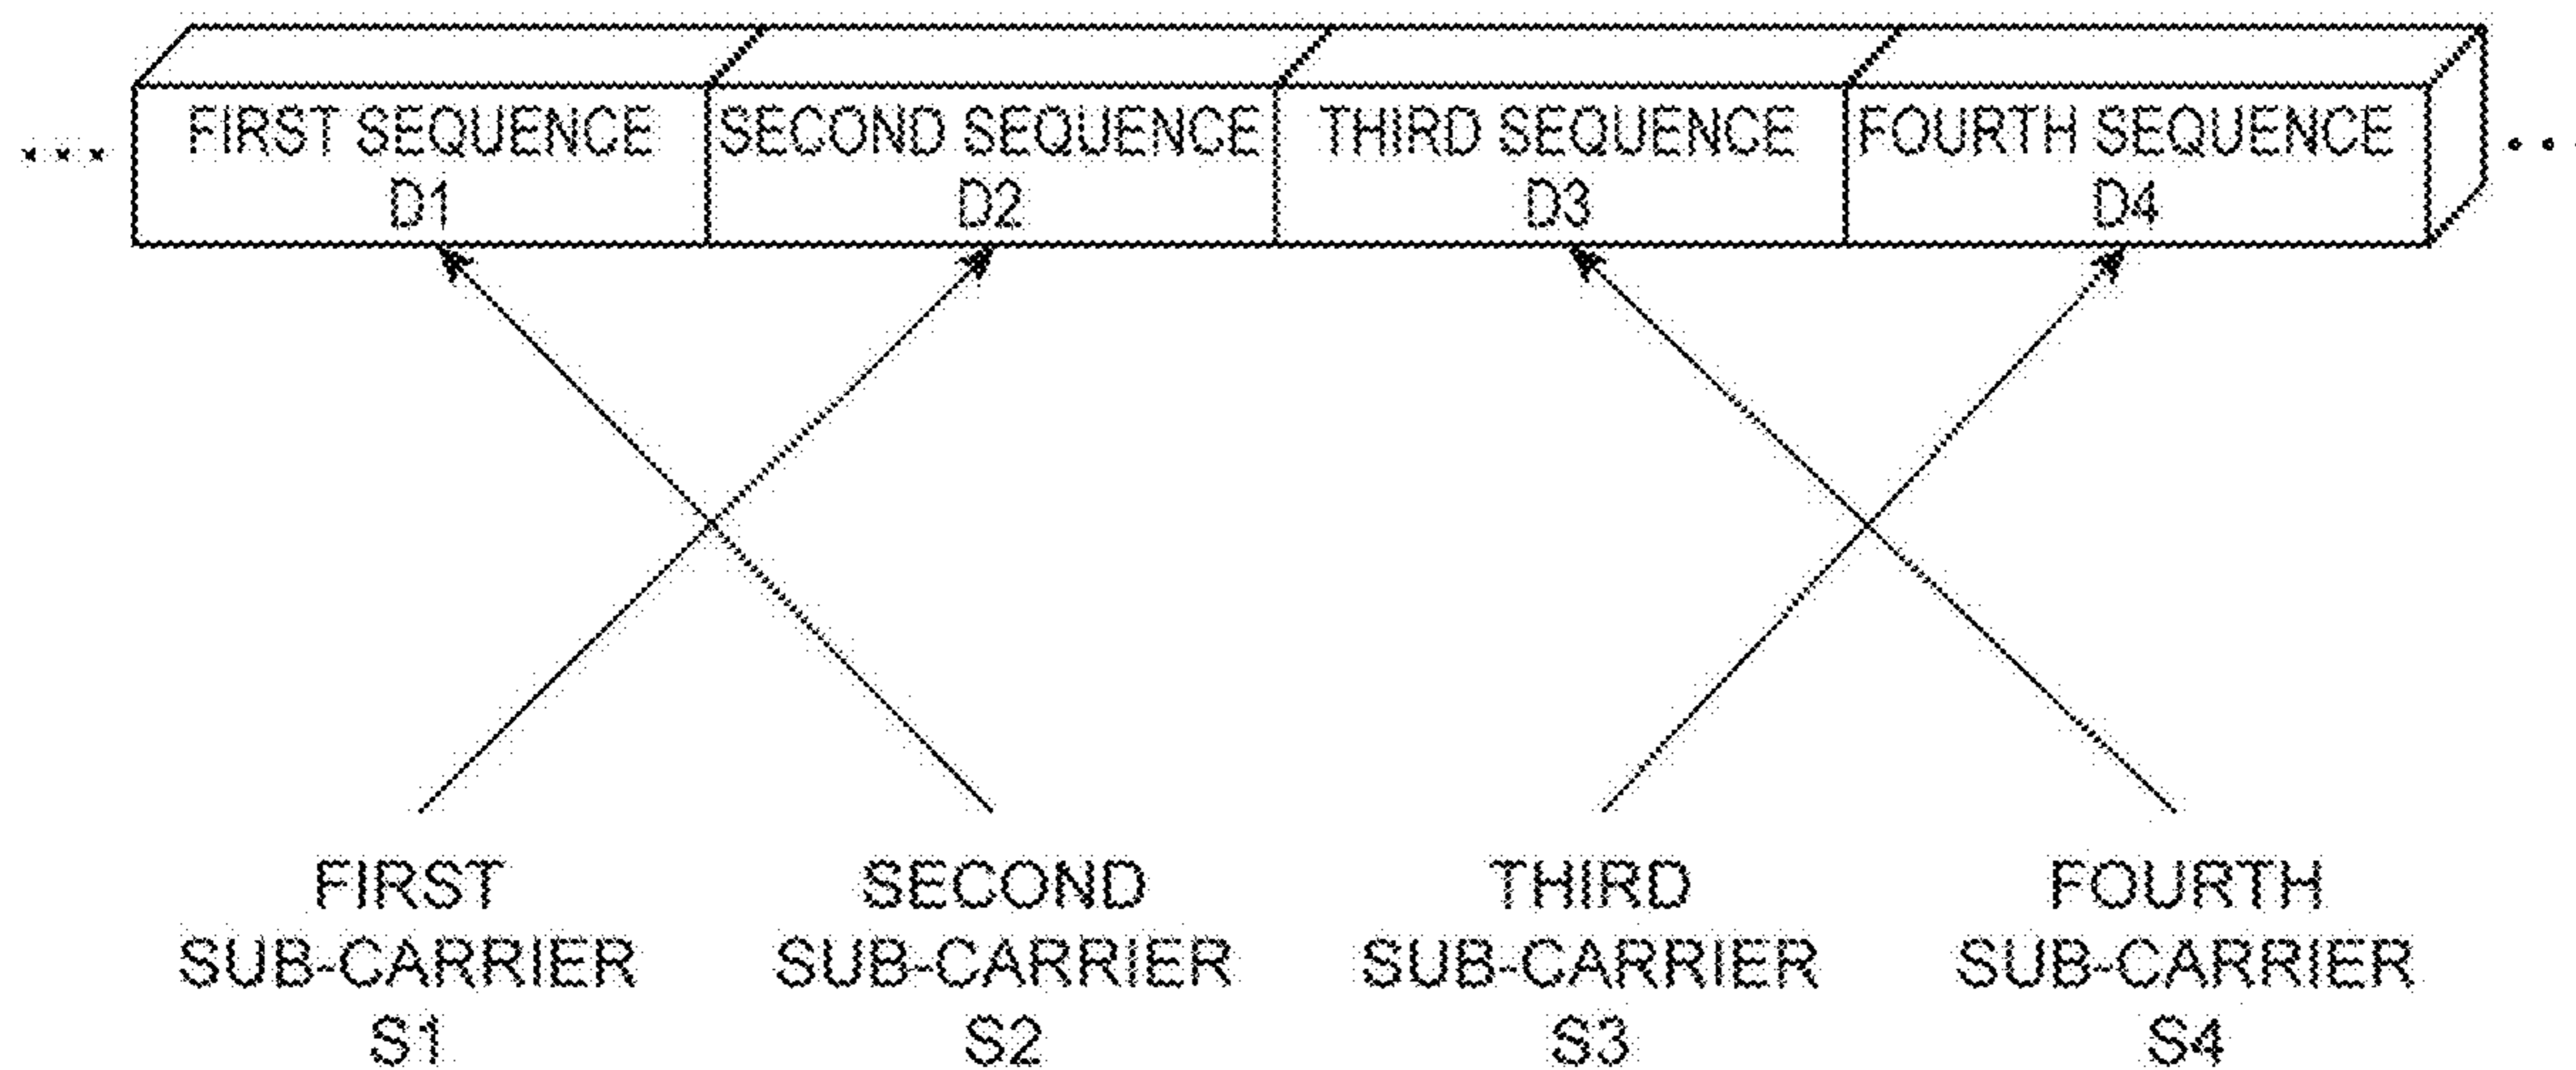 FIRST SEQUENCE
D1
SECOND SEQUENCE
D2
THIRD SEQUENCE
D3
FOURTH SEQUENCE
D4
FIRST
SUB-CARRIER
S1
SECOND
SUB-CARRIER
S2
THIRD
SUB-CARRIER
S3
FOURTH
SUB-CARRIER
S4